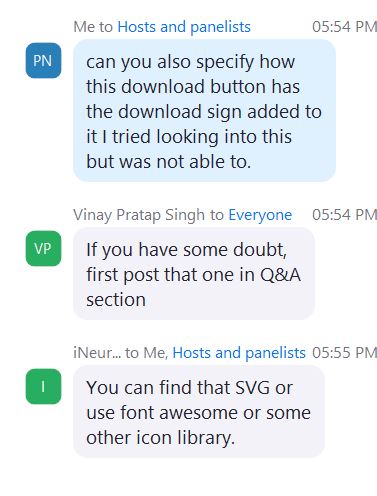 Me to Hosts and panelists 05:54 PM
PN
can you also specify how
this download button has
the download sign added to
it I tried looking into this
but was not able to.
Vinay Pratap Singh to Everyone 05:54 PM
VP
If you have some doubt,
first post that one in Q&A
section
iNeur... to Me, Hosts and panelists 05:55 PM
I
You can find that SVG or
use font awesome or some
other icon library.